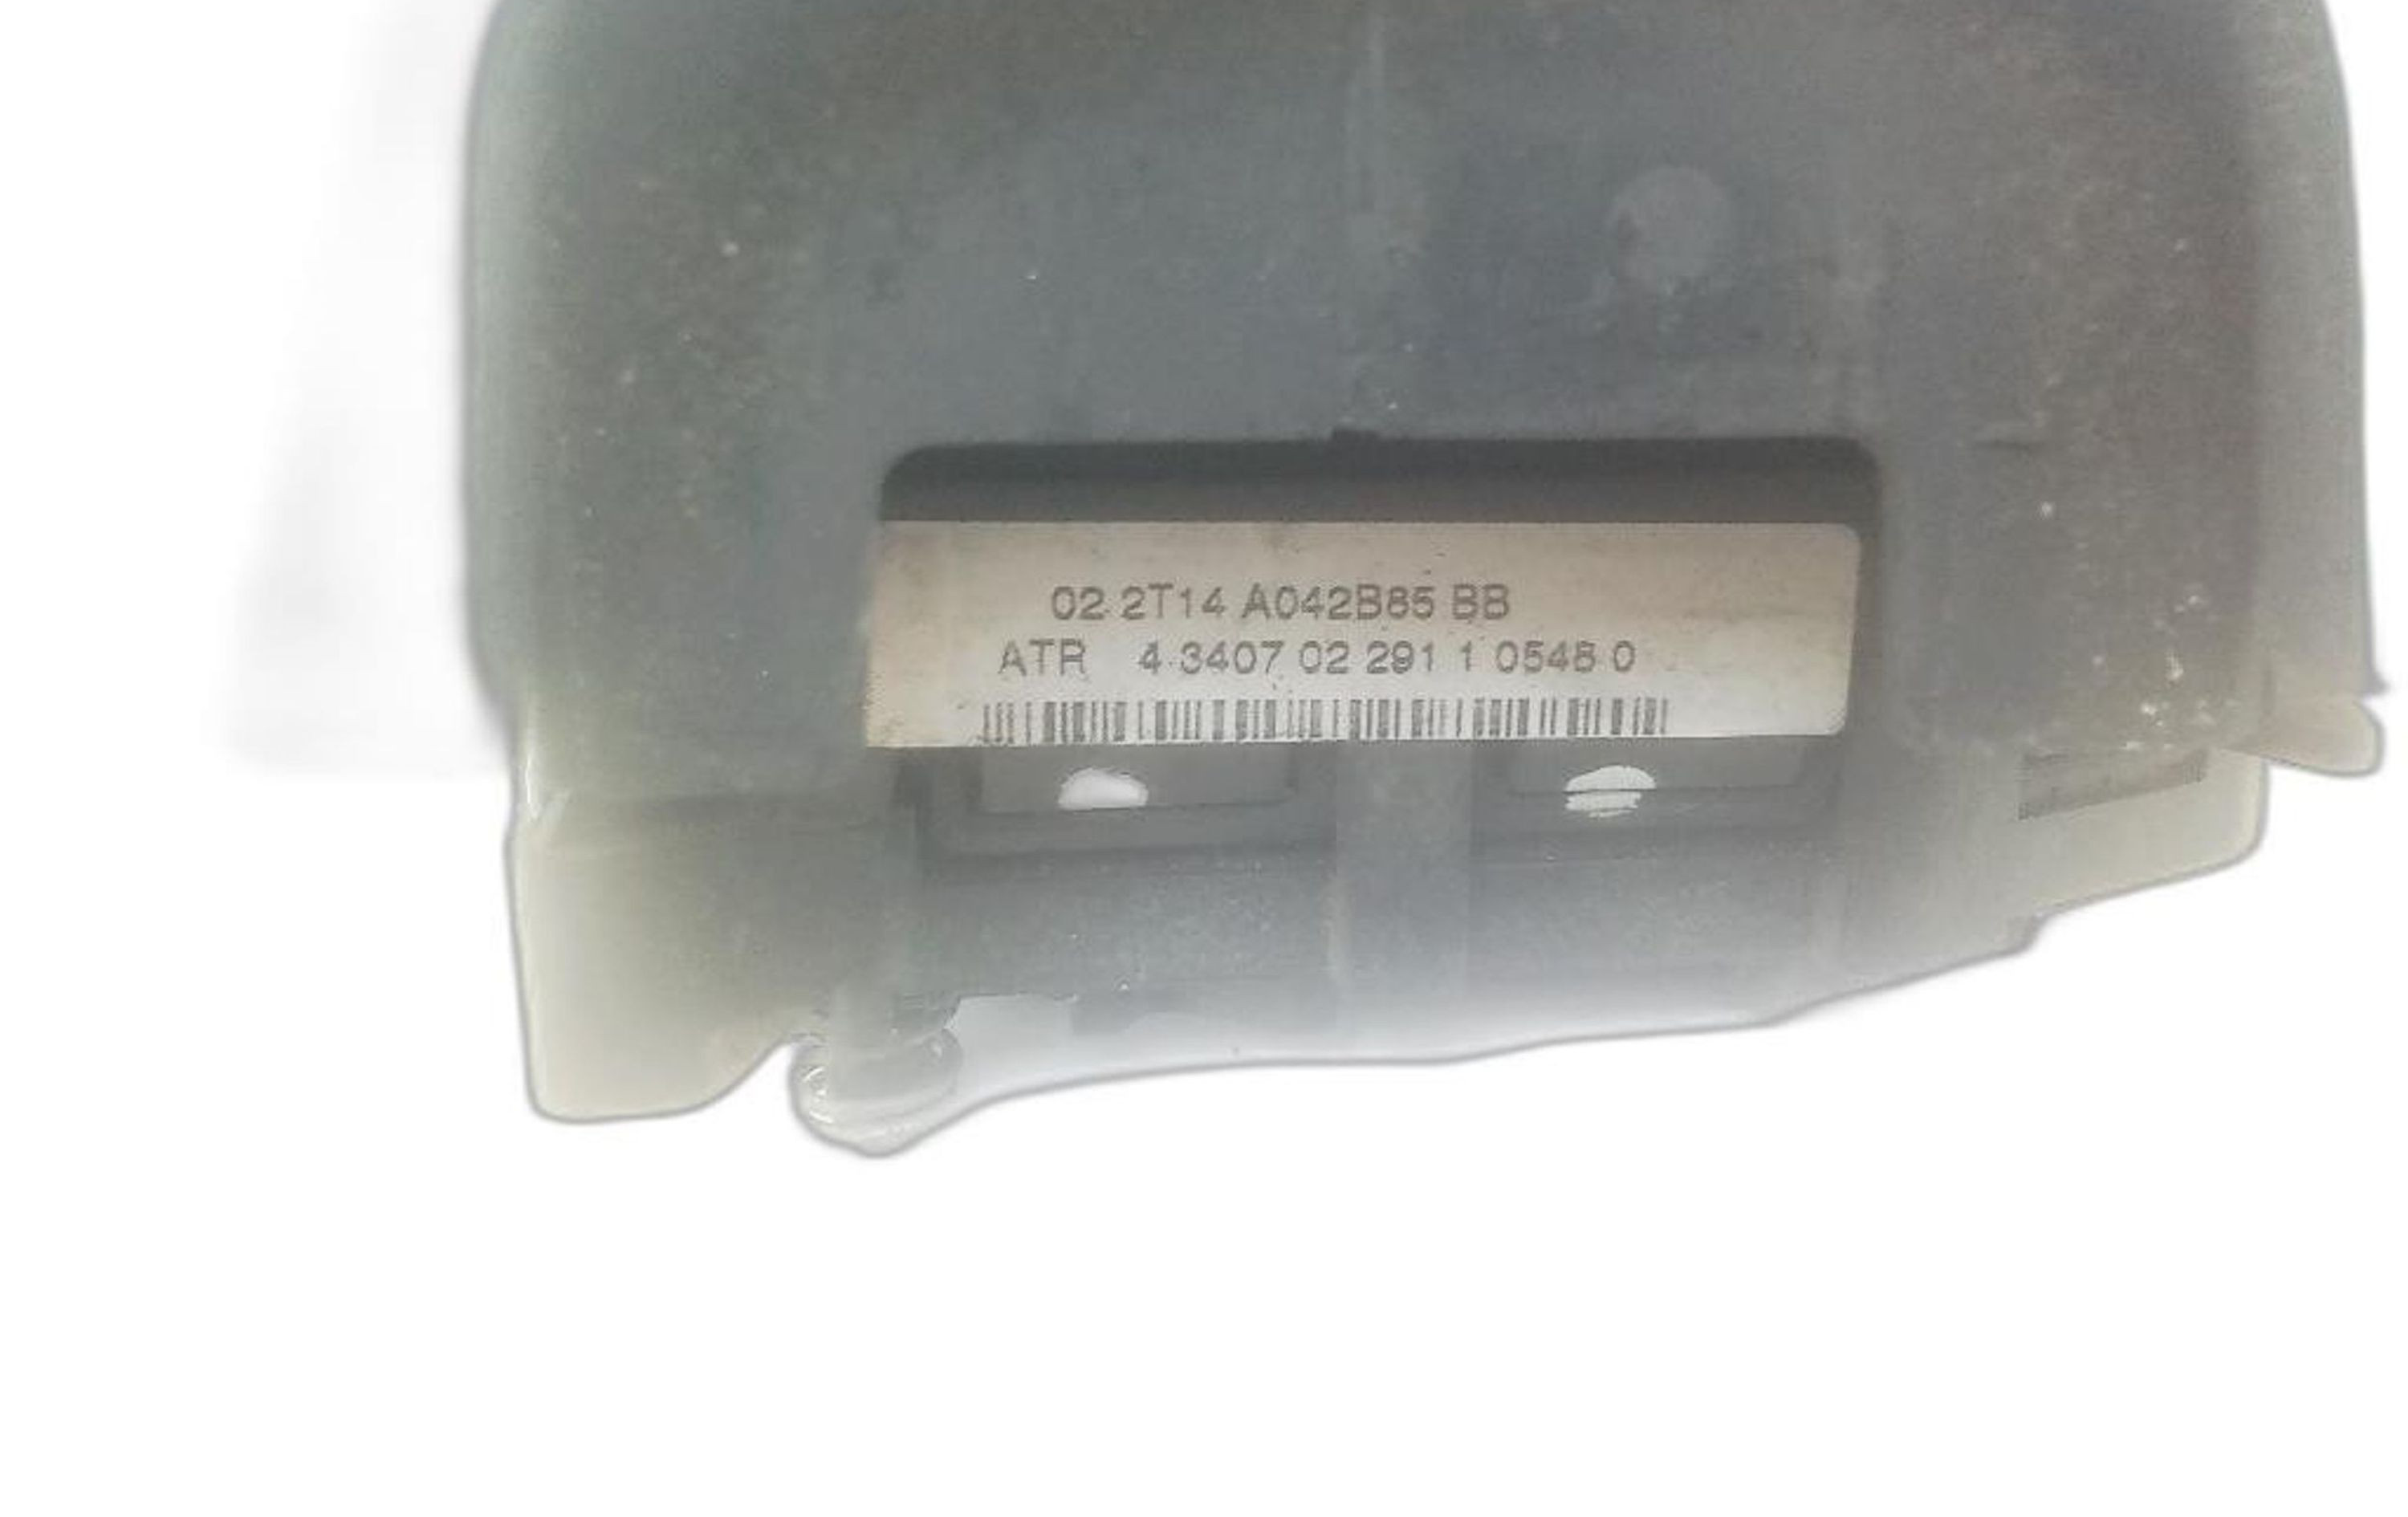 02 2T14 A042B85 BB
ATR 4 3407 02 291 1 0548 0